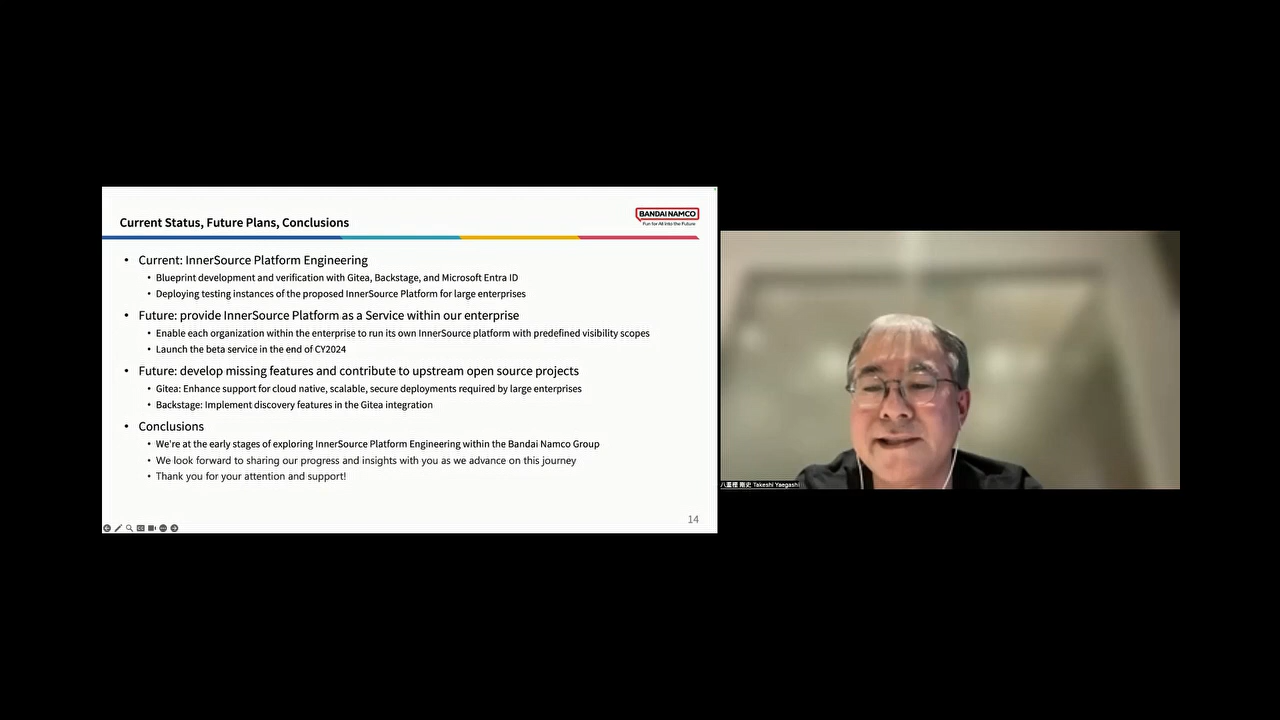 Current Status, Future Plans, Conclusions
BANDAI NAMCO
Fun for All into the Future
• Current: InnerSource Platform Engineering
• Blueprint development and verification with Gitea, Backstage, and Microsoft Entra ID
• Deploying testing instances of the proposed InnerSource Platform for large enterprises
• Future: provide InnerSource Platform as a Service within our enterprise
• Enable each organization within the enterprise to run its own InnerSource platform with predefined visibility scopes
• Launch the beta service in the end of CY2024
• Future: develop missing features and contribute to upstream open source projects
• Gitea: Enhance support for cloud native, scalable, secure deployments required by large enterprises
• Backstage: Implement discovery features in the Gitea integration
• Conclusions
• We're at the early stages of exploring InnerSource Platform Engineering within the Bandai Namco Group
• We look forward to sharing our progress and insights with you as we advance on this journey
• Thank you for your attention and support!
14
八重樫 剛史 Takeshi Yaegashi